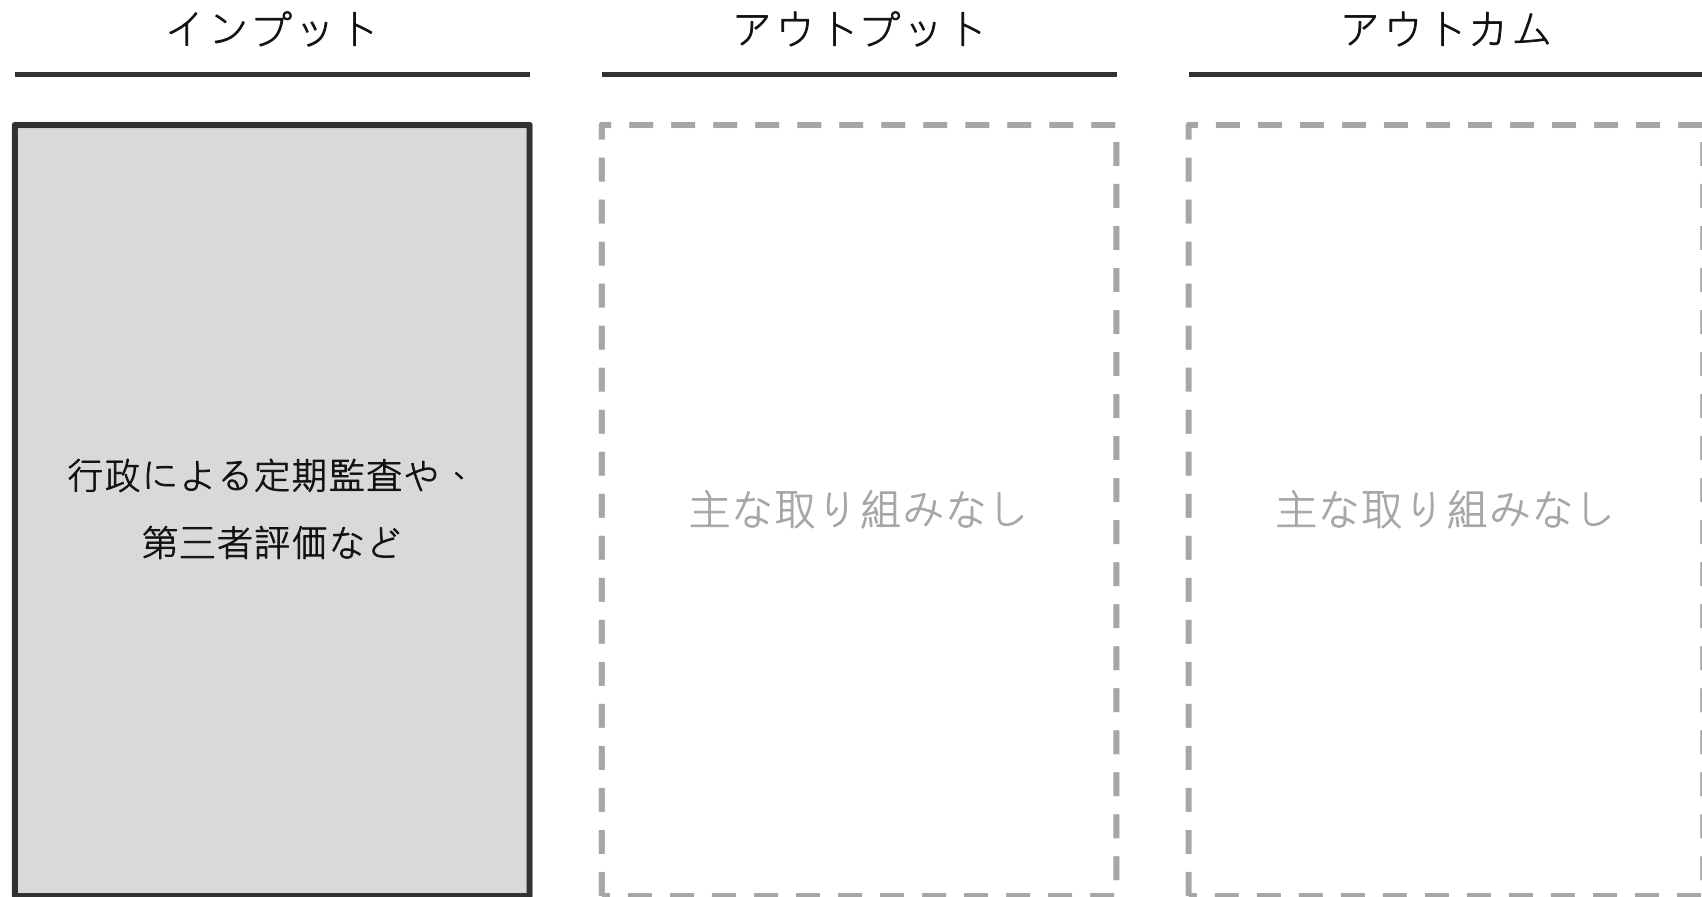 インプット
アウトプット
アウトカム
行政による定期監査や、
第三者評価など
主な取り組みなし
主な取り組みなし